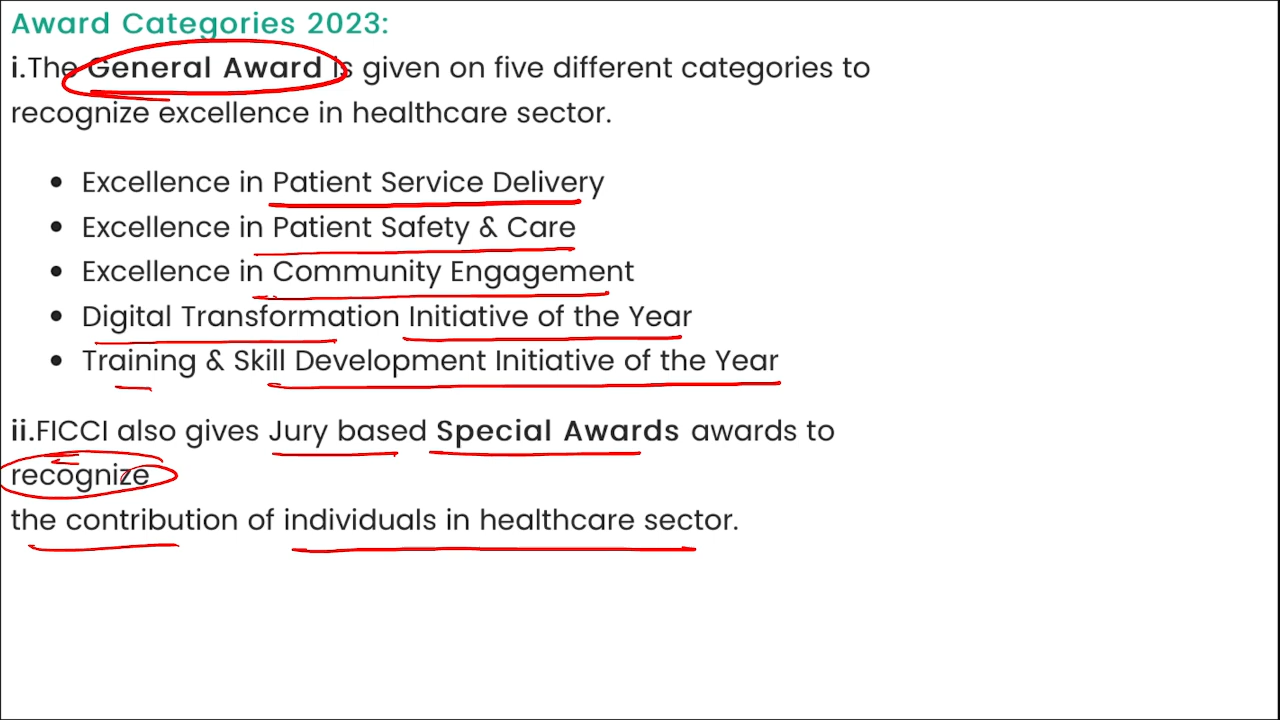 Award Categories 2023:
i.The General Award is given on five different categories to
recognize excellence in healthcare sector.
• Excellence in Patient Service Delivery
• Excellence in Patient Safety & Care
• Excellence in Community Engagement
• Digital Transformation Initiative of the Year
• Training & Skill Development Initiative of the Year
ii.FICCI also gives Jury based Special Awards awards to
recognize
the contribution of individuals in healthcare sector.